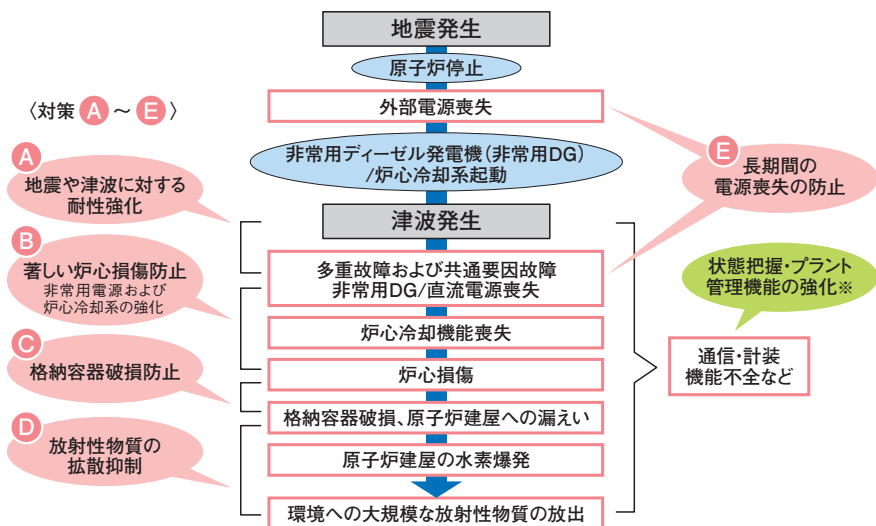 地震発生
原子炉停止
外部電源喪失
〈対策 A ～ E 〉
非常用ディーゼル発電機（非常用DG）
/炉心冷却系起動
E
長期間の
電源喪失の防止
A
地震や津波に対する
耐性強化
津波発生
B
著しい炉心損傷防止
非常用電源および
炉心冷却系の強化
多重故障および共通要因故障
非常用DG/直流電源喪失
状態把握・プラント
管理機能の強化※
炉心冷却機能喪失
C
格納容器破損防止
炉心損傷
通信・計装
機能不全など
格納容器破損、原子炉建屋への漏えい
D
放射性物質の
拡散抑制
原子炉建屋の水素爆発
環境への大規模な放射性物質の放出